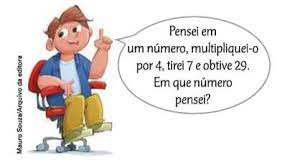 Pensei em
um número, multipliquei-o
por 4, tirei 7 e obtive 29.
Em que número
pensei?
Mauro Souza/Arquivo da editora